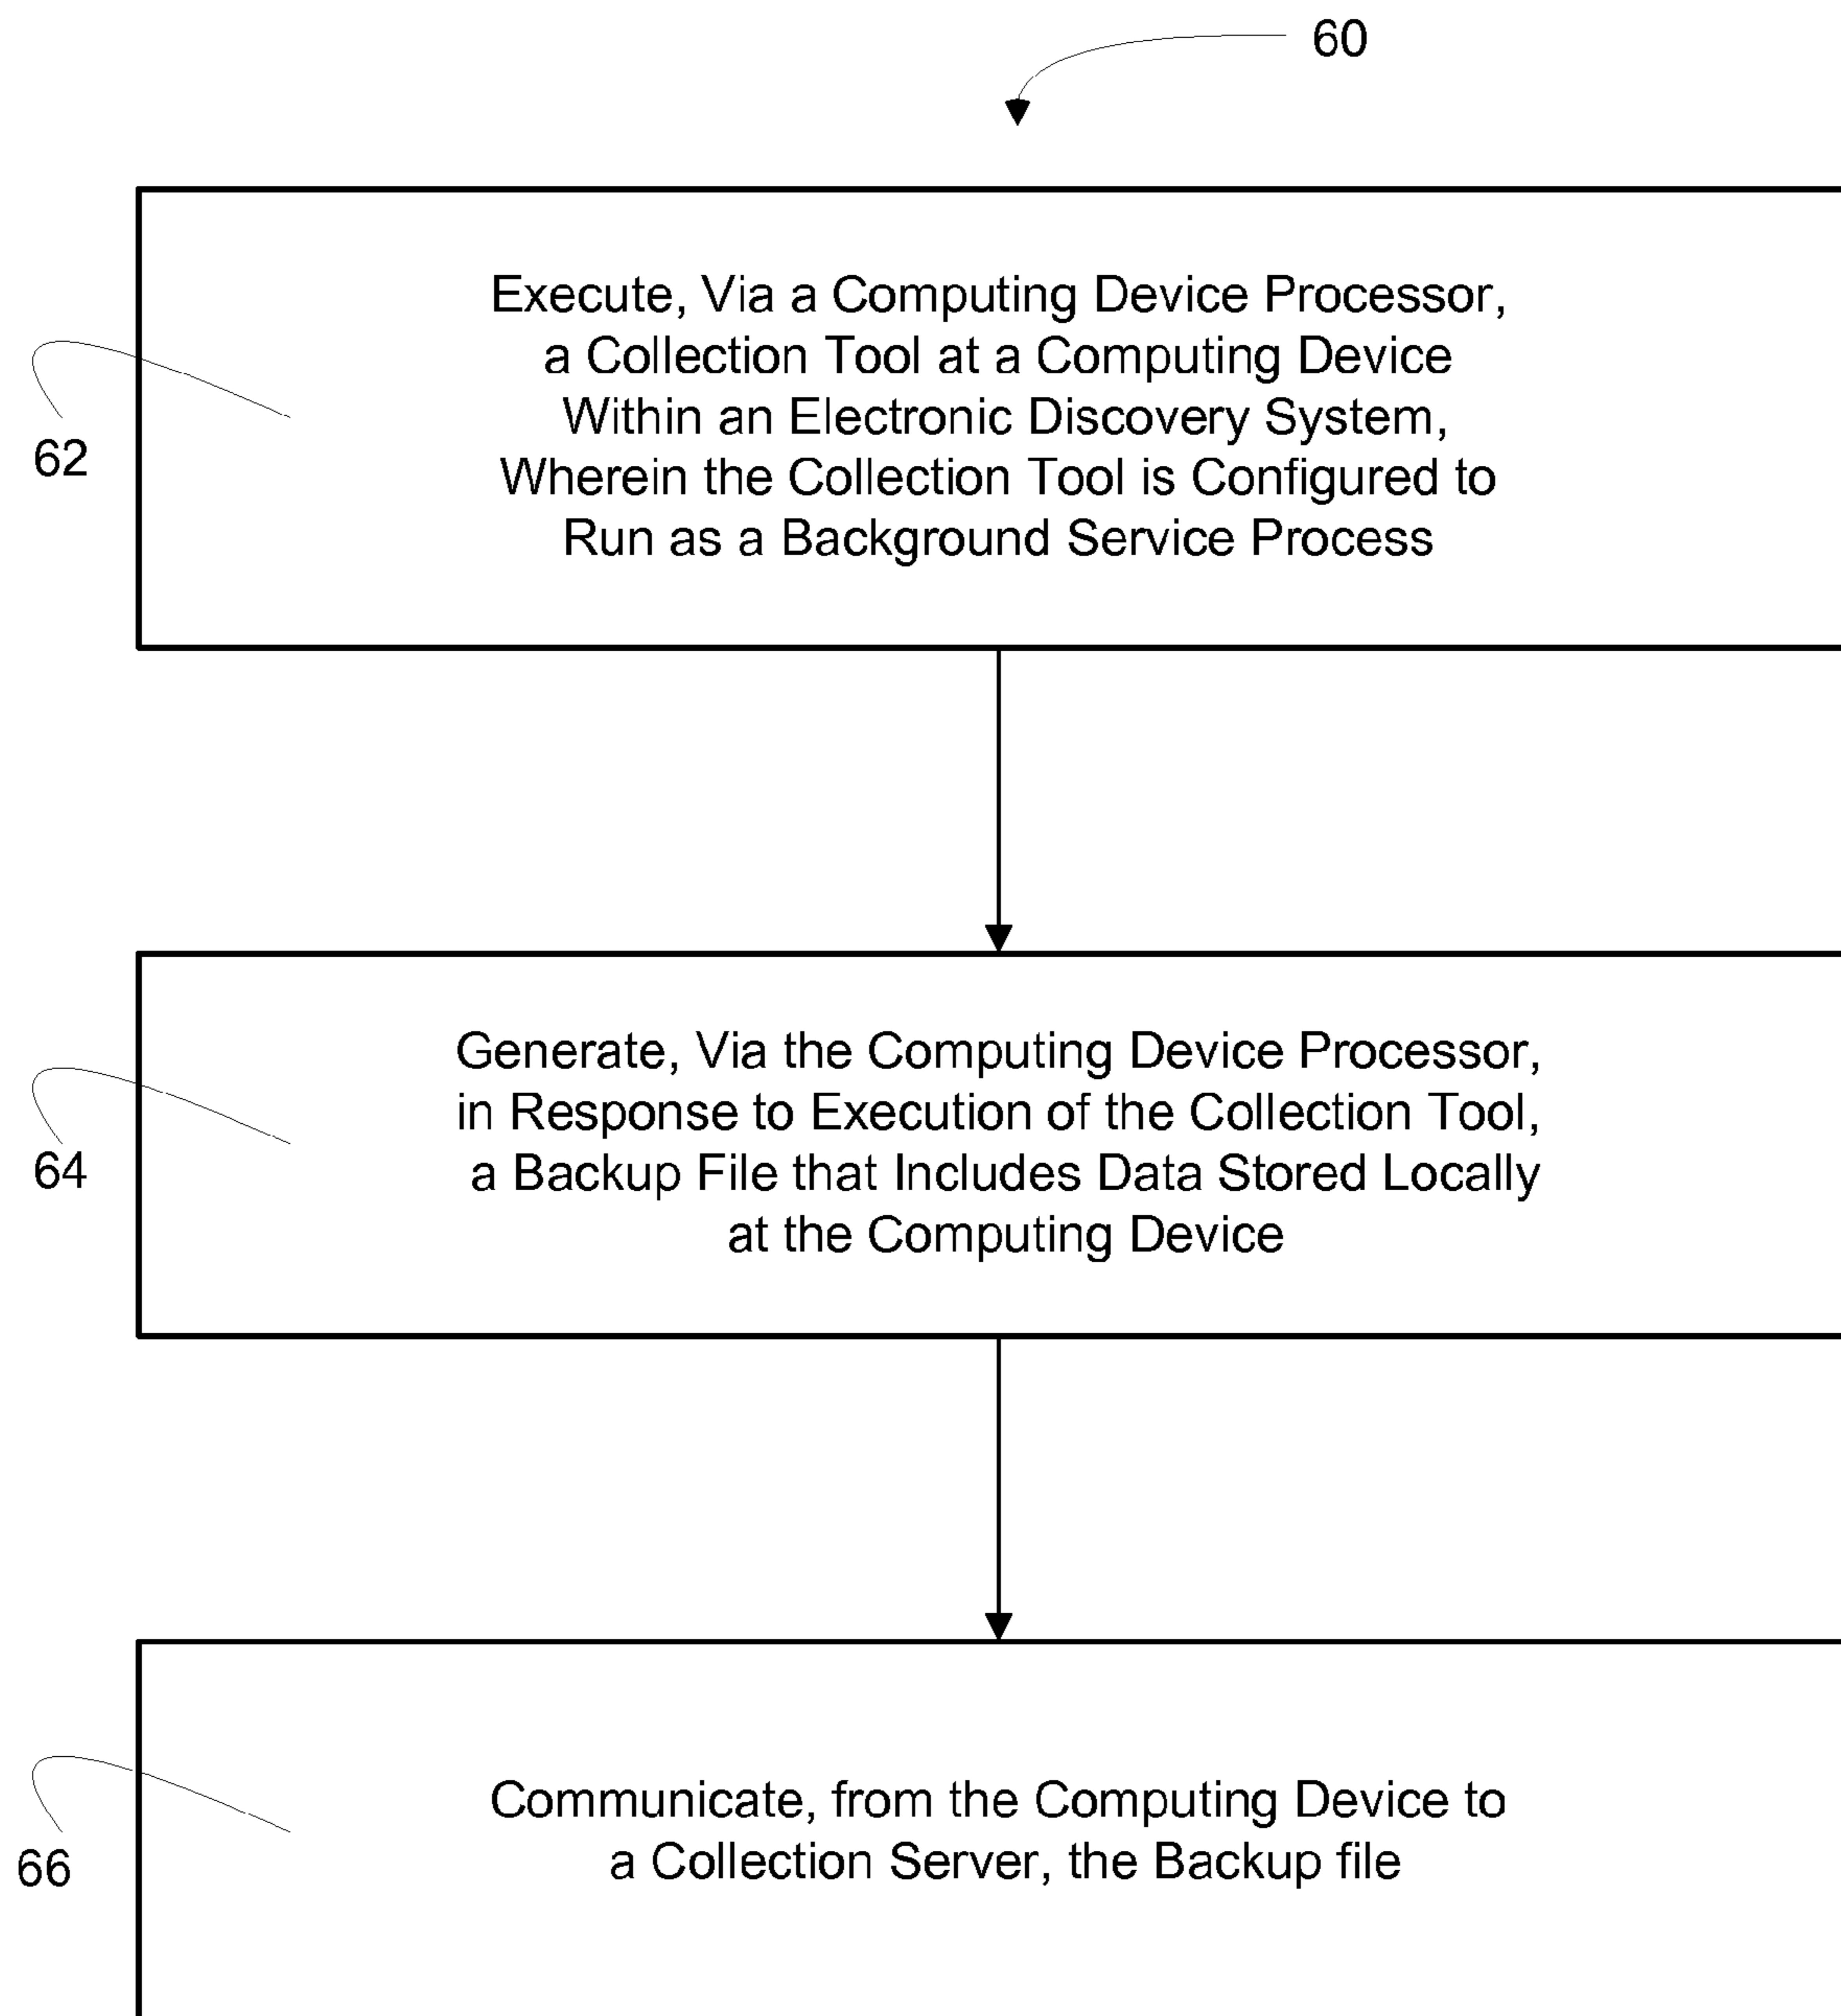 60
Execute, Via a Computing Device Processor,
a Collection Tool at a Computing Device
Within an Electronic Discovery System,
Wherein the Collection Tool is Configured to
Run as a Background Service Process
62
Generate, Via the Computing Device Processor,
in Response to Execution of the Collection Tool,
a Backup File that Includes Data Stored Locally
at the Computing Device
64
Communicate, from the Computing Device to
a Collection Server, the Backup file
66